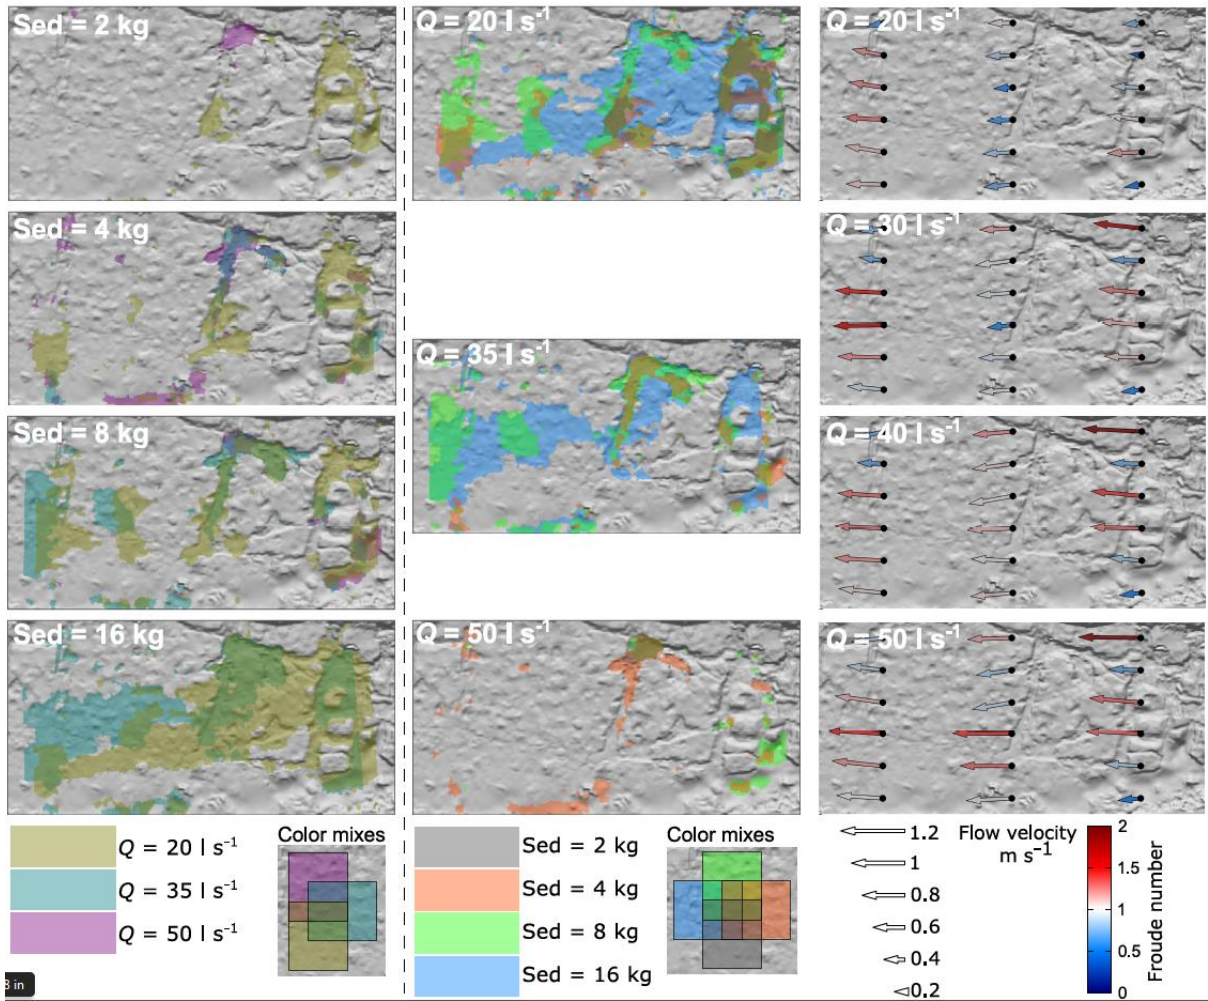 Sed = 2 kg
Q = 20 l s⁻¹
Q = 20 l s⁻¹
Sed = 4 kg
Q = 30 l s⁻¹
Q = 35 l s⁻¹
Sed = 8 kg
Q = 40 l s⁻¹
Sed = 16 kg
Q = 50 l s⁻¹
Q = 50 l s⁻¹
Q = 20 l s⁻¹
Q = 35 l s⁻¹
Q = 50 l s⁻¹
Color mixes
Sed = 2 kg
Sed = 4 kg
Sed = 8 kg
Sed = 16 kg
Color mixes
1.2
1
0.8
0.6
0.4
0.2
Flow velocity
m s⁻¹
Froude number
2
1.5
1
0.5
0
3 in